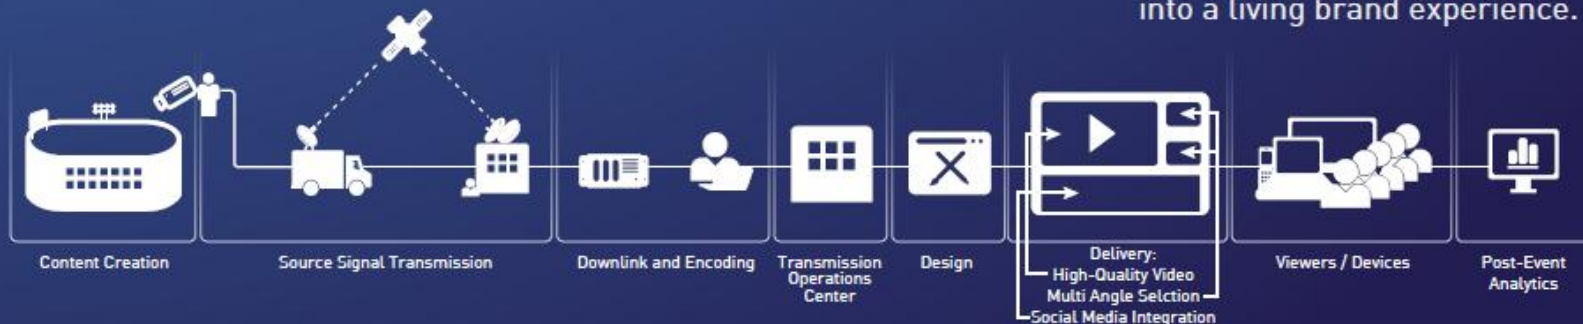 into a living brand experience.
Content Creation
Source Signal Transmission
Downlink and Encoding
Transmission
Operations
Center
Design
Delivery:
High-Quality Video
Multi Angle Selction
Social Media Integration
Viewers / Devices
Post-Event
Analytics